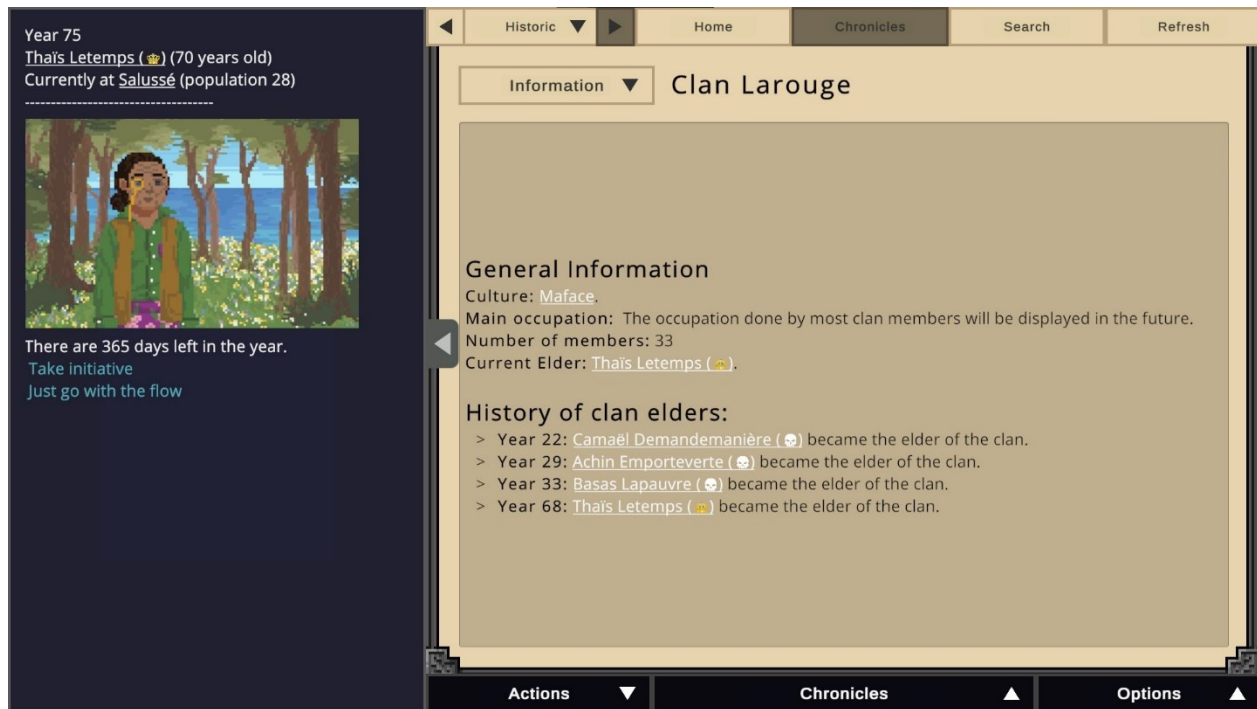 Year 75
Thaïs Letemps ( ) (70 years old)
Currently at Salussé (population 28)
------------------------------------
There are 365 days left in the year.
Take initiative
Just go with the flow
Historic
Home
Chronicles
Search
Refresh
Information
Clan Larouge
General Information
Culture: Maface.
Main occupation: The occupation done by most clan members will be displayed in the future.
Number of members: 33
Current Elder: Thaïs Letemps ( ).
History of clan elders:
> Year 22: Camaël Demandemanière ( ) became the elder of the clan.
> Year 29: Achin Emporteverte ( ) became the elder of the clan.
> Year 33: Basas Lapauvre ( ) became the elder of the clan.
> Year 68: Thaïs Letemps ( ) became the elder of the clan.
Actions
Chronicles
Options